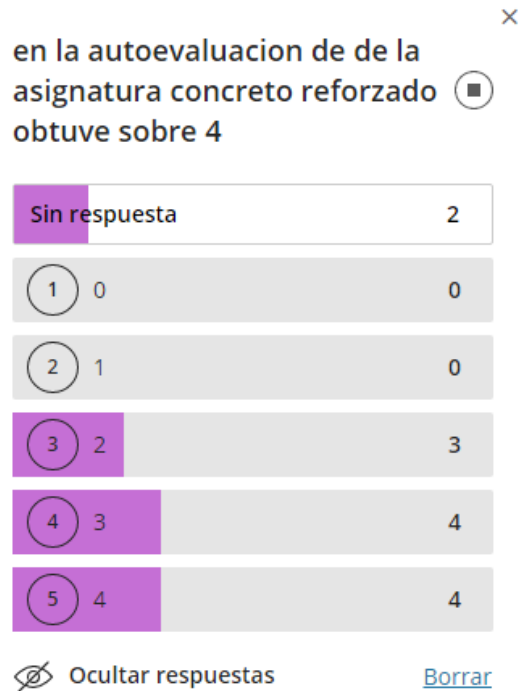 en la autoevaluacion de de la
asignatura concreto reforzado
obtuve sobre 4
Sin respuesta 2
1 0 0
2 1 0
3 2 3
4 3 4
5 4 4
Ocultar respuestas Borrar